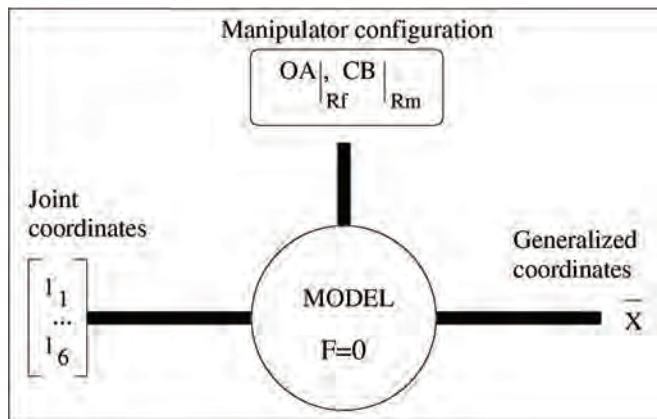 Manipulator configuration
OA|Rf, CB|Rm
Joint
coordinates
l1
...
l6
MODEL
F=0
Generalized
coordinates
X̄